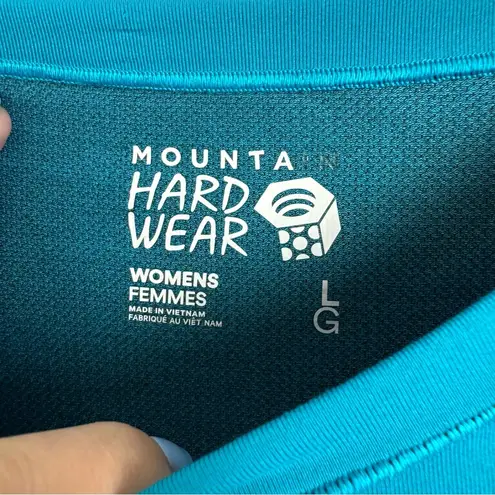 MOUNTAIN
HARD
WEAR
WOMENS
FEMMES
MADE IN VIETNAM
FABRIQUÉ AU VIÊT NAM
L
G